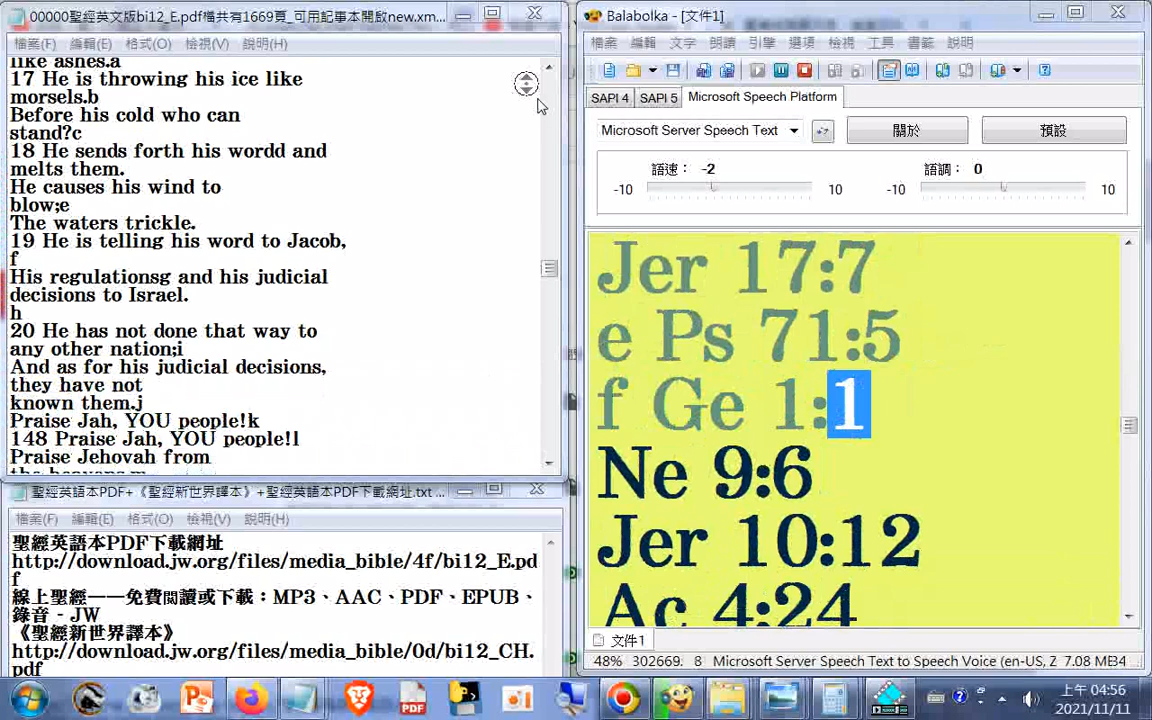 00000聖經英文版bi12_E.pdf檔共有1669頁_可用記事本開啟new.xm...
檔案(F) 編輯(E) 格式(O) 檢視(V) 說明(H)
like ashes.a
17 He is throwing his ice like
morsels.b
Before his cold who can
stand?c
18 He sends forth his wordd and
melts them.
He causes his wind to
blow;e
The waters trickle.
19 He is telling his word to Jacob,
f
His regulationsg and his judicial
decisions to Israel.
h
20 He has not done that way to
any other nation;i
And as for his judicial decisions,
they have not
known them.j
Praise Jah, YOU people!k
148 Praise Jah, YOU people!l
Praise Jehovah from
the heavens,m
聖經英語本PDF+《聖經新世界譯本》+聖經英語本PDF下載網址.txt ...
檔案(F) 編輯(E) 格式(O) 檢視(V) 說明(H)
聖經英語本PDF下載網址
http://download.jw.org/files/media_bible/4f/bi12_E.pd
f
線上聖經——免費閱讀或下載：MP3、AAC、PDF、EPUB、
錄音 - JW
《聖經新世界譯本》
http://download.jw.org/files/media_bible/0d/bi12_CH.
pdf
Balabolka - [文件1]
檔案 編輯 文字 朗讀 引擎 選項 檢視 工具 書籤 說明
SAPI 4 SAPI 5 Microsoft Speech Platform
Microsoft Server Speech Text 關於 預設
語速： -2 語調： 0
-10 10 -10 10
Jer 17:7
e Ps 71:5
f Ge 1:1
Ne 9:6
Jer 10:12
Ac 4:24
文件1
48% 302669. 8 Microsoft Server Speech Text to Speech Voice (en-US, Z 7.08 MB34
PDF
上午 04:56
2021/11/11